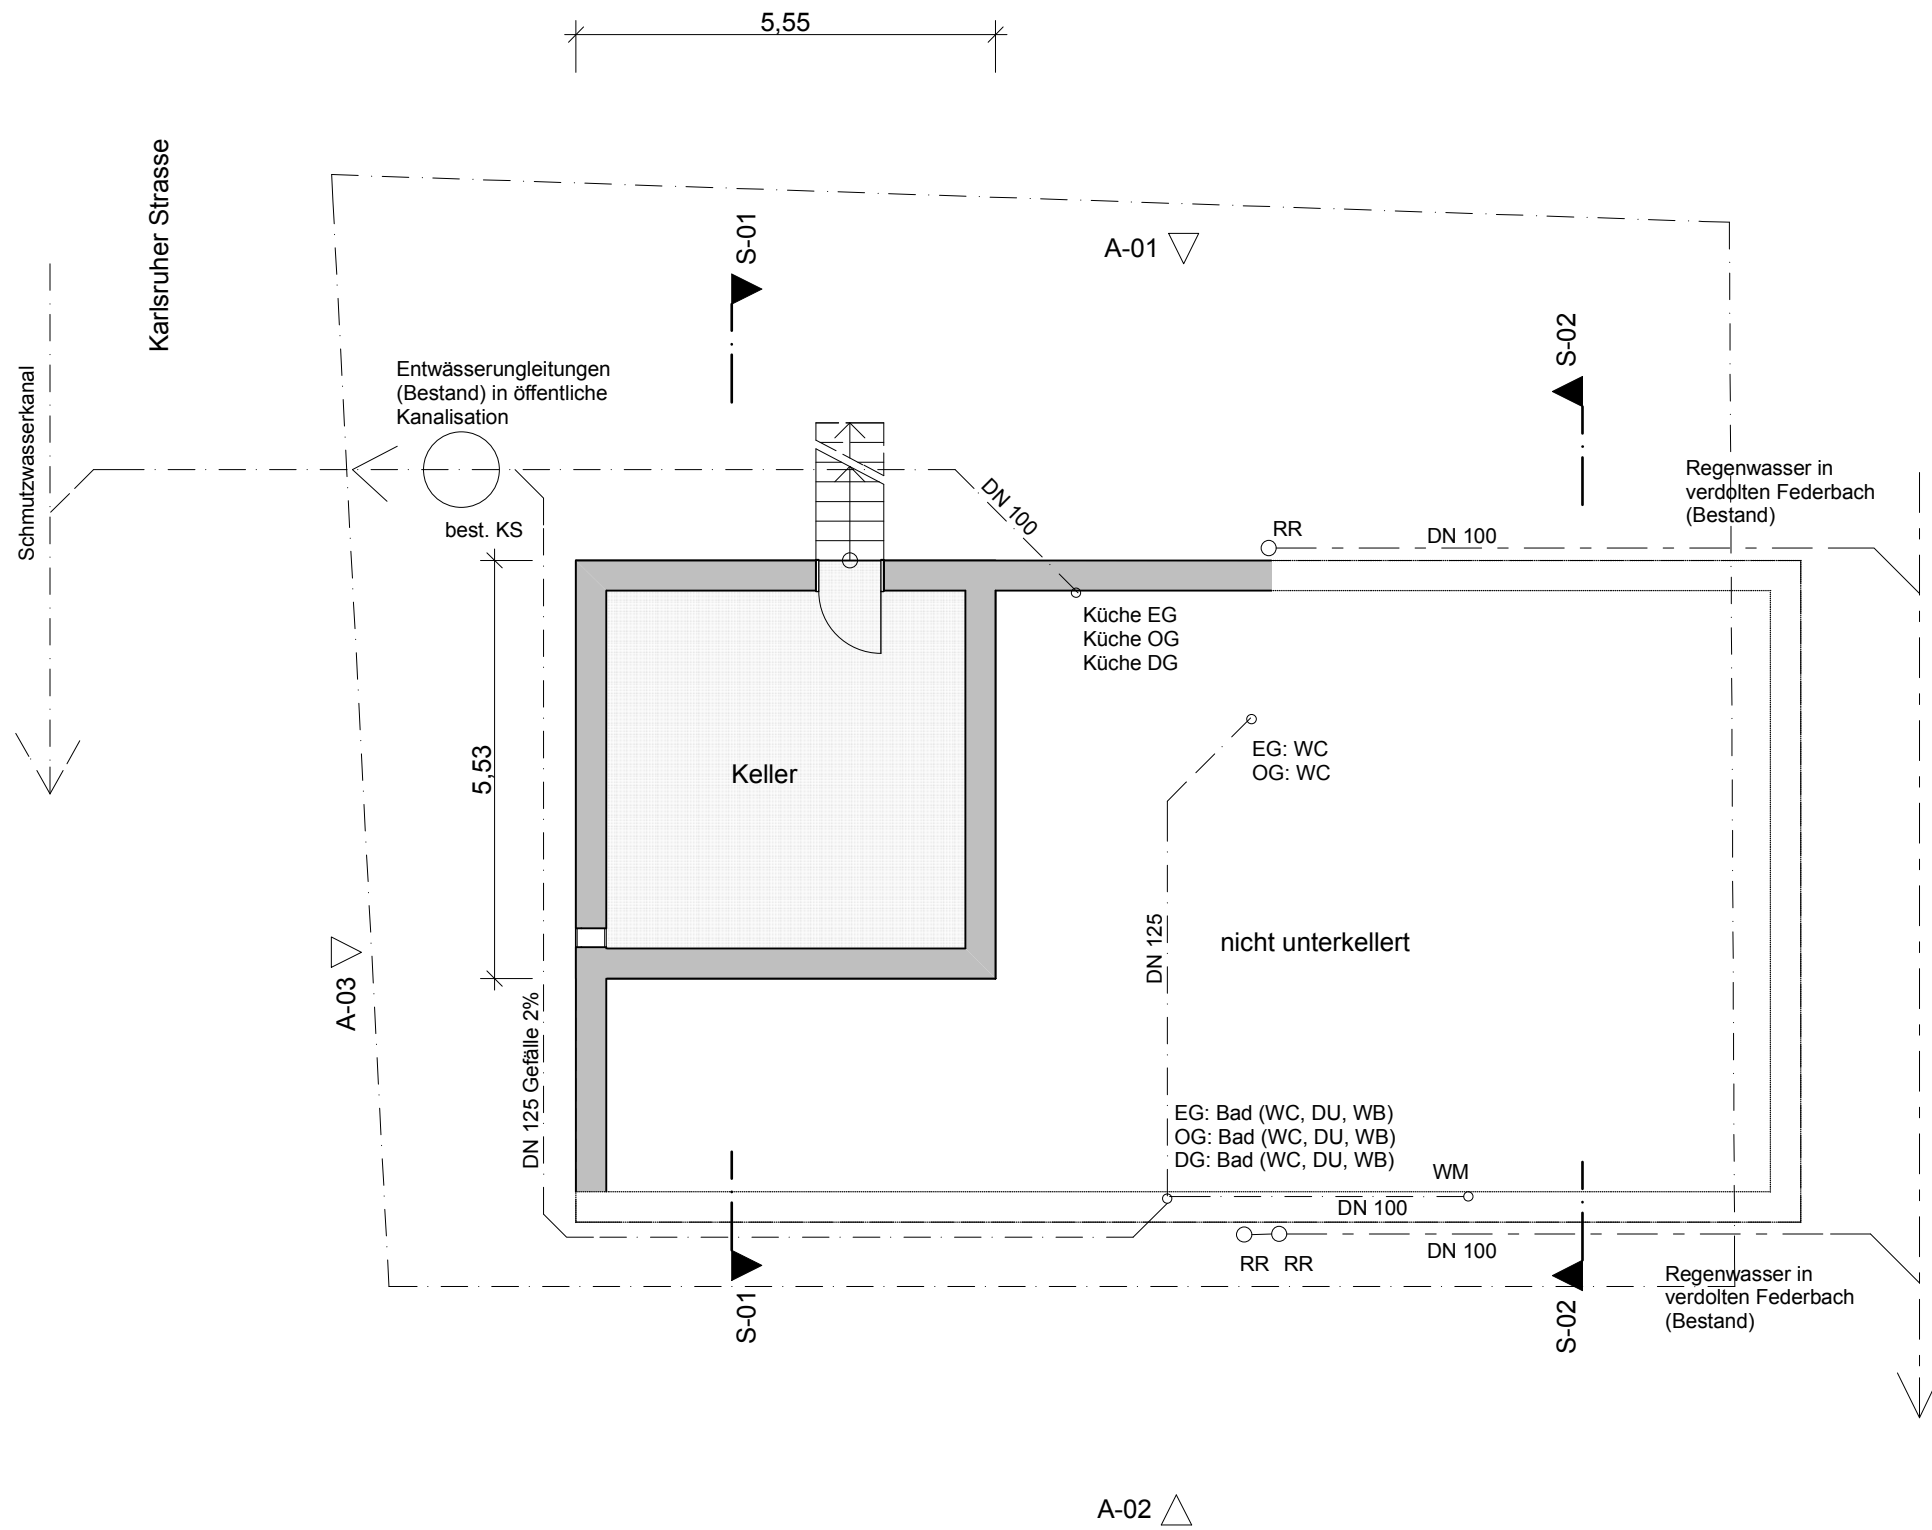 5,55
Karlsruher Strasse
S-01
A-01
S-02
Schmutzwasserkanal
Entwässerungleitungen
(Bestand) in öffentliche
Kanalisation
best. KS
DN 100
RR
DN 100
Regenwasser in
verdolten Federbach
(Bestand)
Küche EG
Küche OG
Küche DG
5,53
Keller
EG: WC
OG: WC
DN 125
nicht unterkellert
A-03
DN 125 Gefälle 2%
EG: Bad (WC, DU, WB)
OG: Bad (WC, DU, WB)
DG: Bad (WC, DU, WB)
WM
DN 100
RR
RR
DN 100
Regenwasser in
verdolten Federbach
(Bestand)
S-01
S-02
A-02